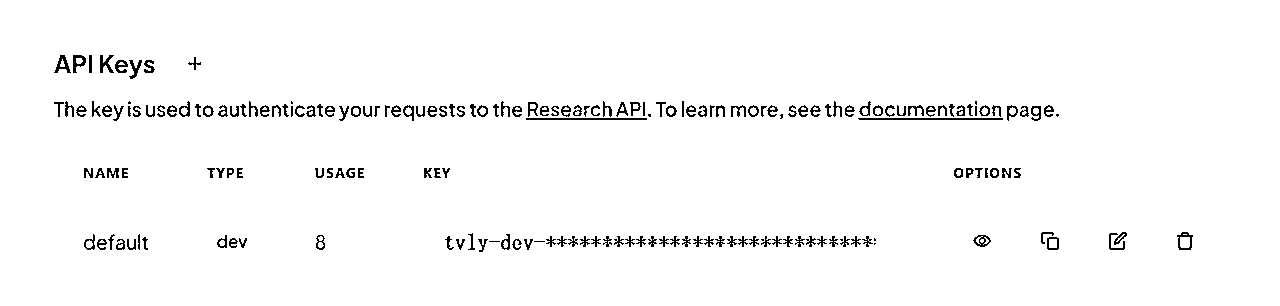 API Keys +
The key is used to authenticate your requests to the Research API. To learn more, see the documentation page.
NAME TYPE USAGE KEY OPTIONS
default dev 8 tvly-dev-*****************************